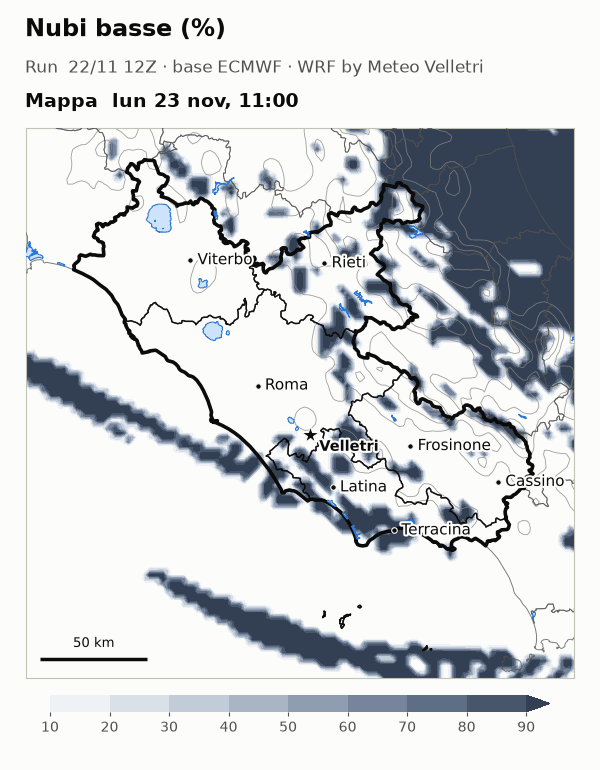 Nubi basse (%)
Run 22/11 12Z · base ECMWF · WRF by Meteo Velletri
Mappa lun 23 nov, 11:00
Viterbo
Rieti
Roma
Velletri
Frosinone
Cassino
Latina
Terracina
50 km
10 20 30 40 50 60 70 80 90